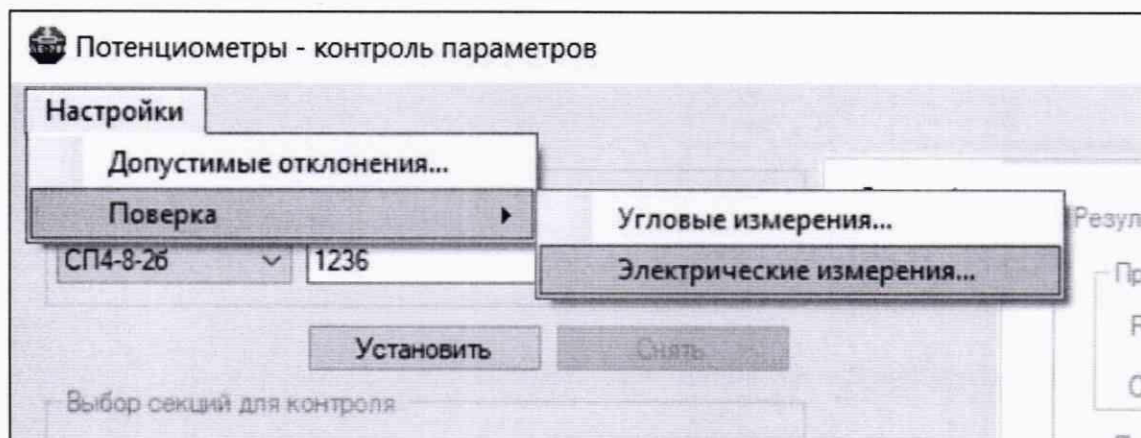 Потенциометры - контроль параметров
Настройки
Допустимые отклонения...
Поверка
Угловые измерения...
Электрические измерения...
СП4-8-2б
1236
Установить
Снять
Выбор секций для контроля